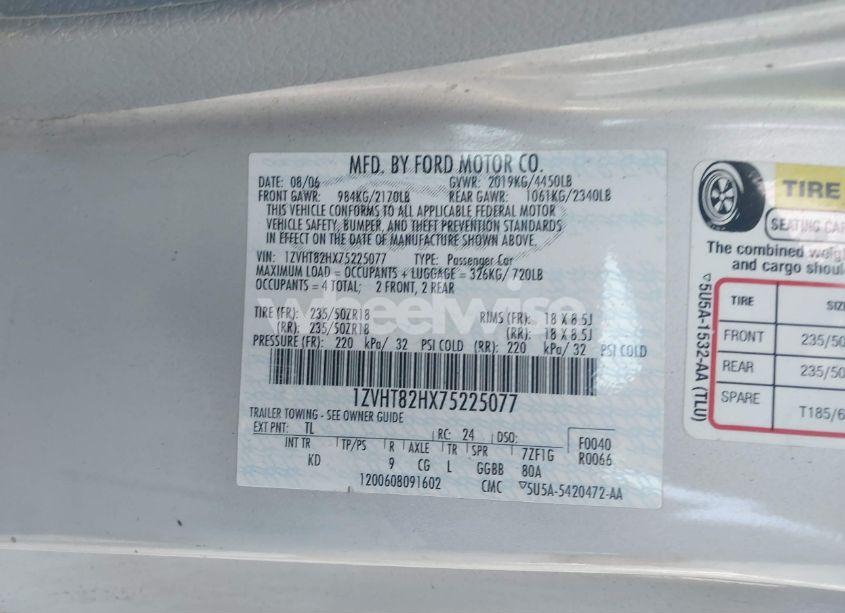 MFD. BY FORD MOTOR CO.
DATE: 08/06 GVWR: 2019KG/4450LB
FRONT GAWR: 984KG/2170LB REAR GAWR: 1061KG/2340LB
THIS VEHICLE CONFORMS TO ALL APPLICABLE FEDERAL MOTOR
VEHICLE SAFETY, BUMPER, AND THEFT PREVENTION STANDARDS
IN EFFECT ON THE DATE OF MANUFACTURE SHOWN ABOVE.
VIN: 1ZVHT82HX75225077 TYPE: Passenger Car
MAXIMUM LOAD = OCCUPANTS + LUGGAGE = 326KG/ 720LB
OCCUPANTS = 4 TOTAL; 2 FRONT, 2 REAR
wheelwise
TIRE (FR): 235/50ZR18 RIMS (FR): 18 X 8.5J
(RR): 235/50ZR18 (RR): 18 X 8.5J
PRESSURE (FR): 220 kPa/ 32 PSI COLD (RR): 220 kPa/ 32 PSI COLD
1ZVHT82HX75225077
TRAILER TOWING - SEE OWNER GUIDE
EXT PNT: TL RC: 24 DSO: F0040
INT TR TP/PS R AXLE TR SPR 7ZF1G R0066
KD 9 CG L GGBB 80A
1200608091602 CMC ▽5U5A-5420472-AA
TIRE
SEATING CA
The combined weigh
and cargo shou
TIRE SIZ
FRONT 235/50
REAR 235/50
SPARE T185/6
▽5U5A-1532-AA (TLU)